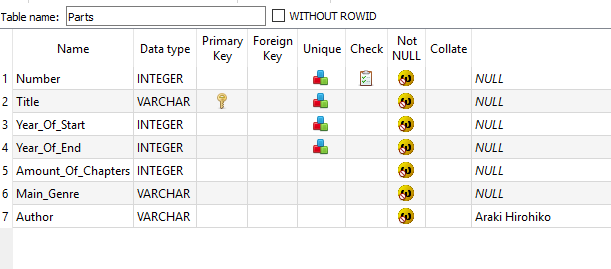 Table name: Parts WITHOUT ROWID
Name Data type Primary Key Foreign Key Unique Check Not NULL Collate
1 Number INTEGER NULL
2 Title VARCHAR NULL
3 Year_Of_Start INTEGER NULL
4 Year_Of_End INTEGER NULL
5 Amount_Of_Chapters INTEGER NULL
6 Main_Genre VARCHAR NULL
7 Author VARCHAR Araki Hirohiko